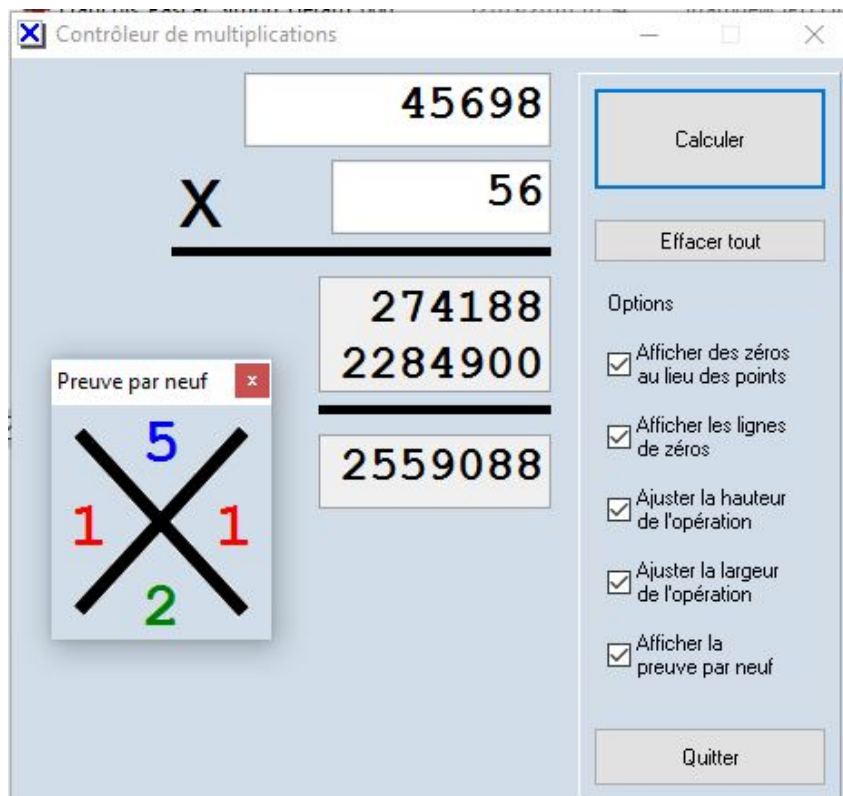 Contrôleur de multiplications
45698
X 56
274188
2284900
2559088
Preuve par neuf x
5
1 1
2
Calculer
Effacer tout
Options
Afficher des zéros
au lieu des points
Afficher les lignes
de zéros
Ajuster la hauteur
de l'opération
Ajuster la largeur
de l'opération
Afficher la
preuve par neuf
Quitter